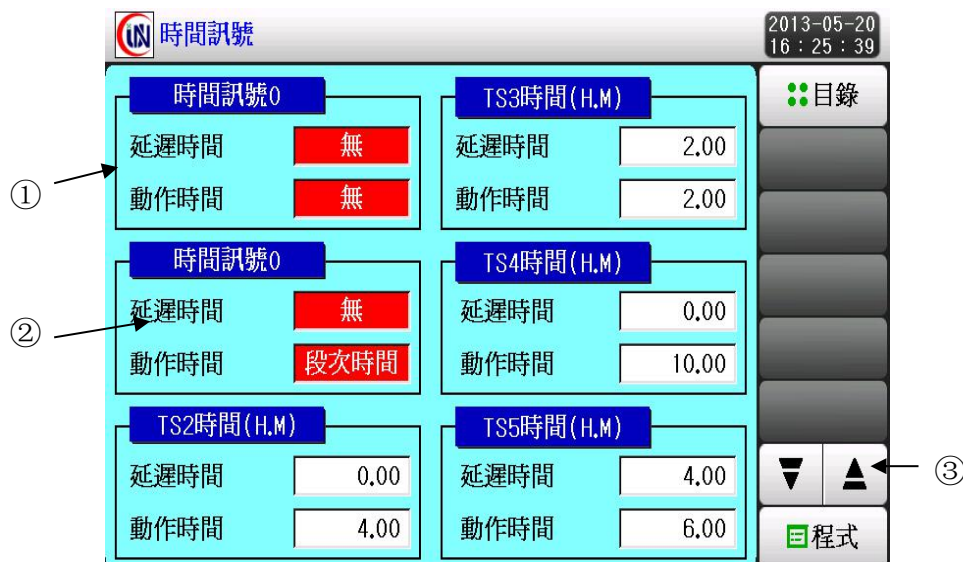 iN 時間訊號
2013-05-20
16:25:39
時間訊號0
延遲時間 無
動作時間 無
TS3時間(H.M)
延遲時間 2.00
動作時間 2.00
目錄
①
時間訊號0
延遲時間 無
動作時間 段次時間
TS4時間(H.M)
延遲時間 0.00
動作時間 10.00
②
TS2時間(H.M)
延遲時間 0.00
動作時間 4.00
TS5時間(H.M)
延遲時間 4.00
動作時間 6.00
③
程式